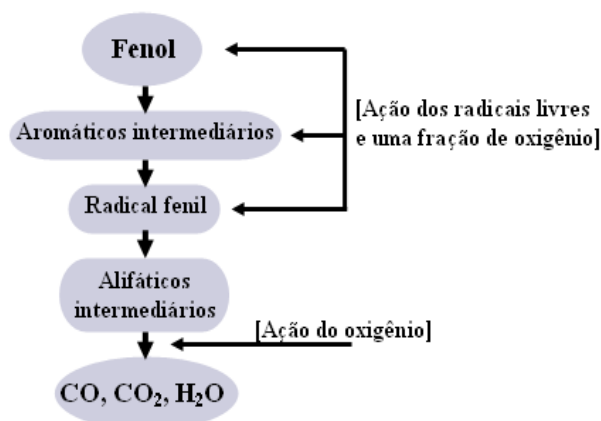 Fenol
[Ação dos radicais livres
e uma fração de oxigênio]
Aromáticos intermediários
Radical fenil
Alifáticos
intermediários
[Ação do oxigênio]
CO, CO₂, H₂O